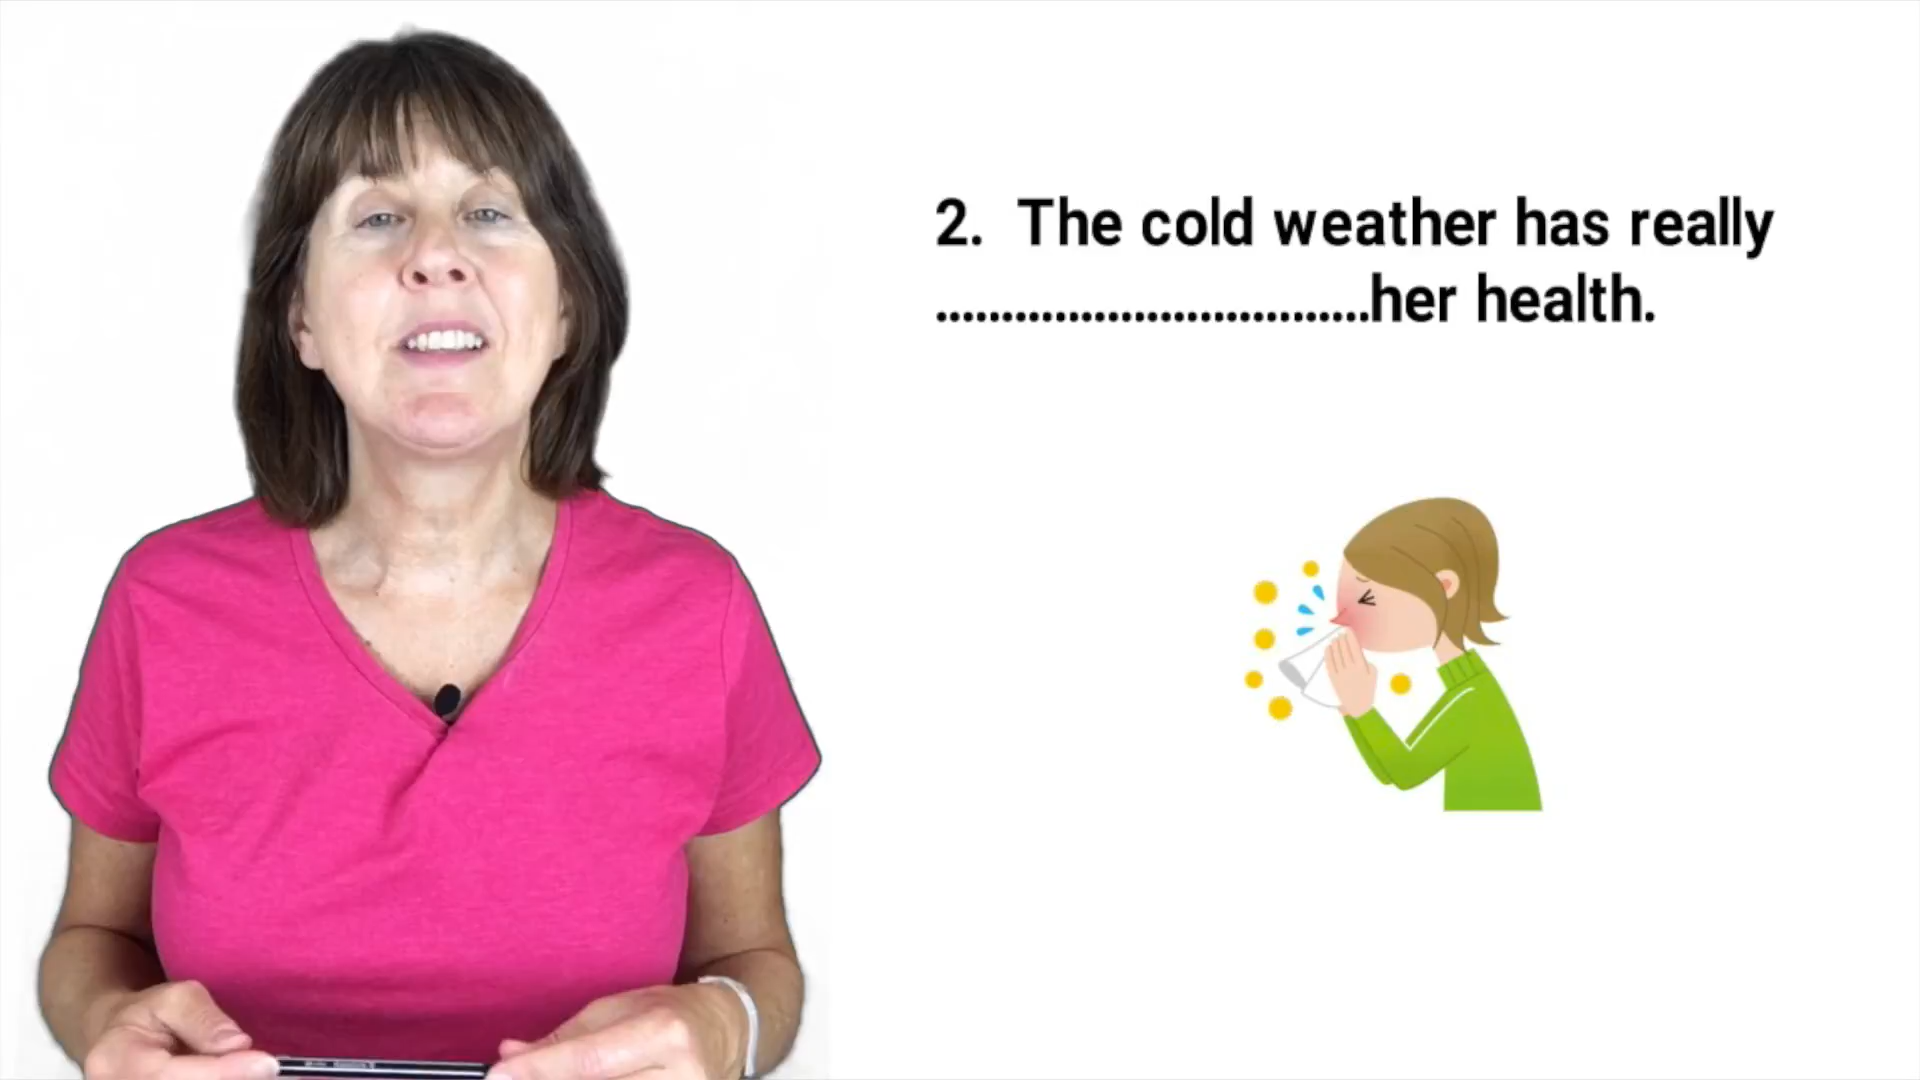 2. The cold weather has really
.................................her health.